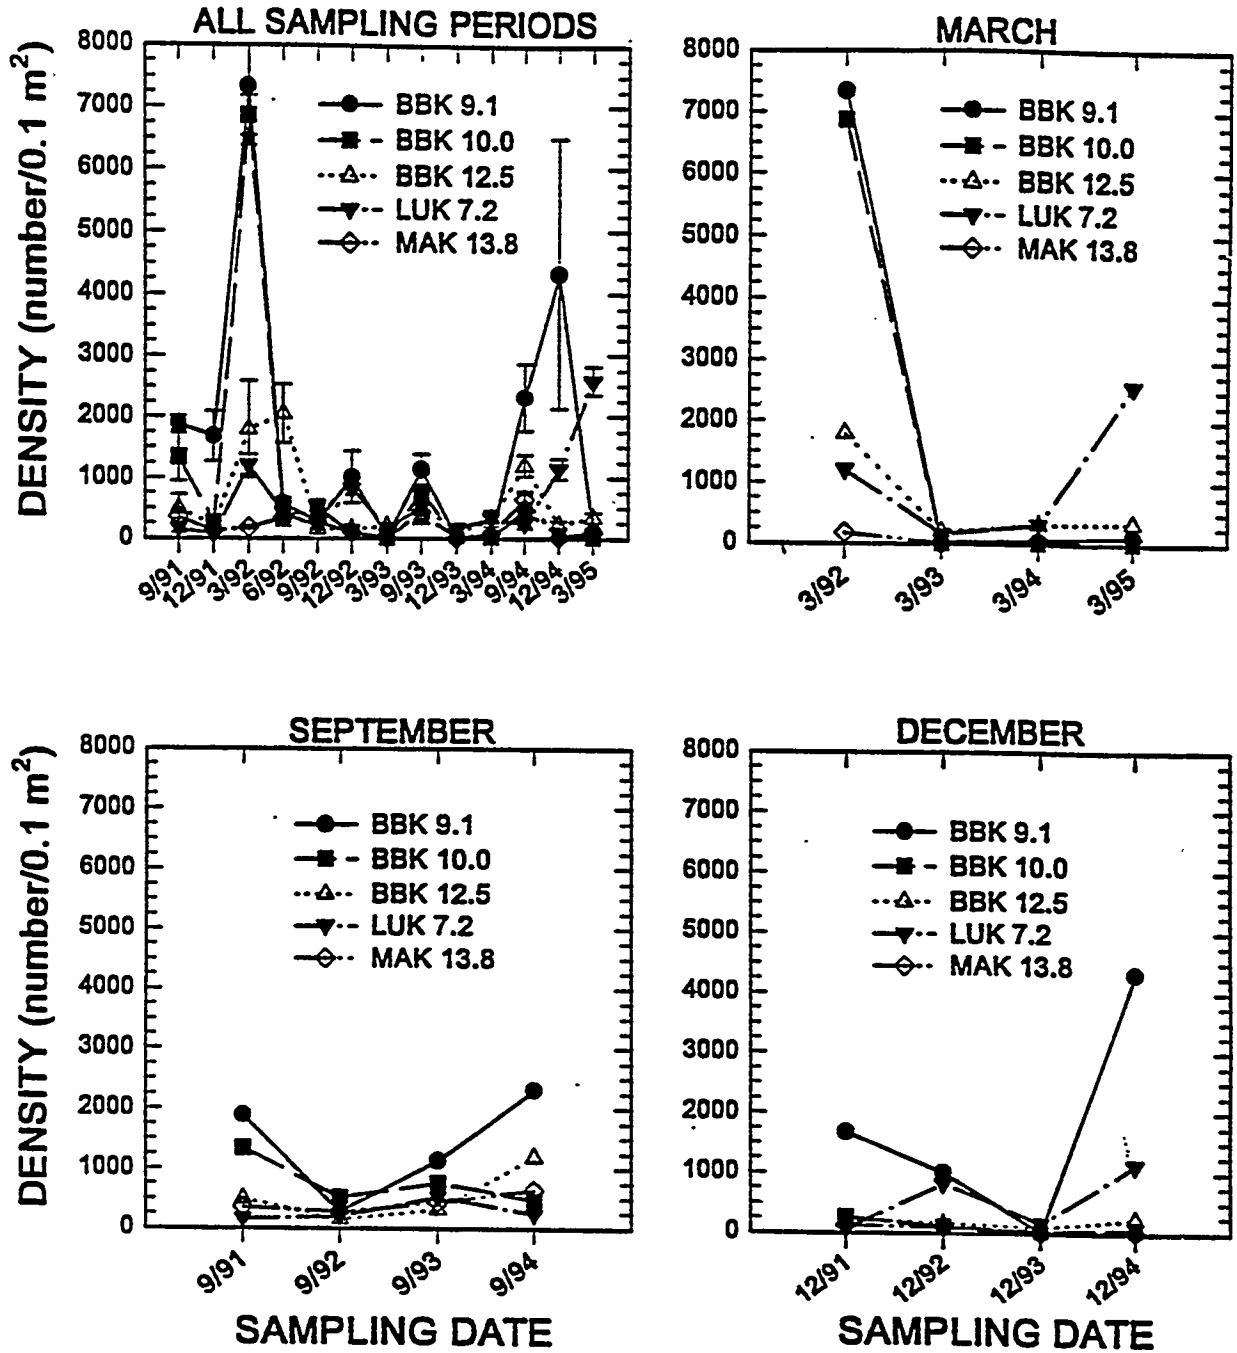 ALL SAMPLING PERIODS
DENSITY (number/0.1 m²)
8000
7000
6000
5000
4000
3000
2000
1000
0
BBK 9.1
BBK 10.0
BBK 12.5
LUK 7.2
MAK 13.8
9/91
12/91
3/92
6/92
9/92
12/92
3/93
9/93
12/93
3/94
9/94
12/94
3/95
MARCH
8000
7000
6000
5000
4000
3000
2000
1000
0
BBK 9.1
BBK 10.0
BBK 12.5
LUK 7.2
MAK 13.8
3/92
3/93
3/94
3/95
SEPTEMBER
DENSITY (number/0.1 m²)
8000
7000
6000
5000
4000
3000
2000
1000
0
BBK 9.1
BBK 10.0
BBK 12.5
LUK 7.2
MAK 13.8
9/91
9/92
9/93
9/94
SAMPLING DATE
DECEMBER
8000
7000
6000
5000
4000
3000
2000
1000
0
BBK 9.1
BBK 10.0
BBK 12.5
LUK 7.2
MAK 13.8
12/91
12/92
12/93
12/94
SAMPLING DATE